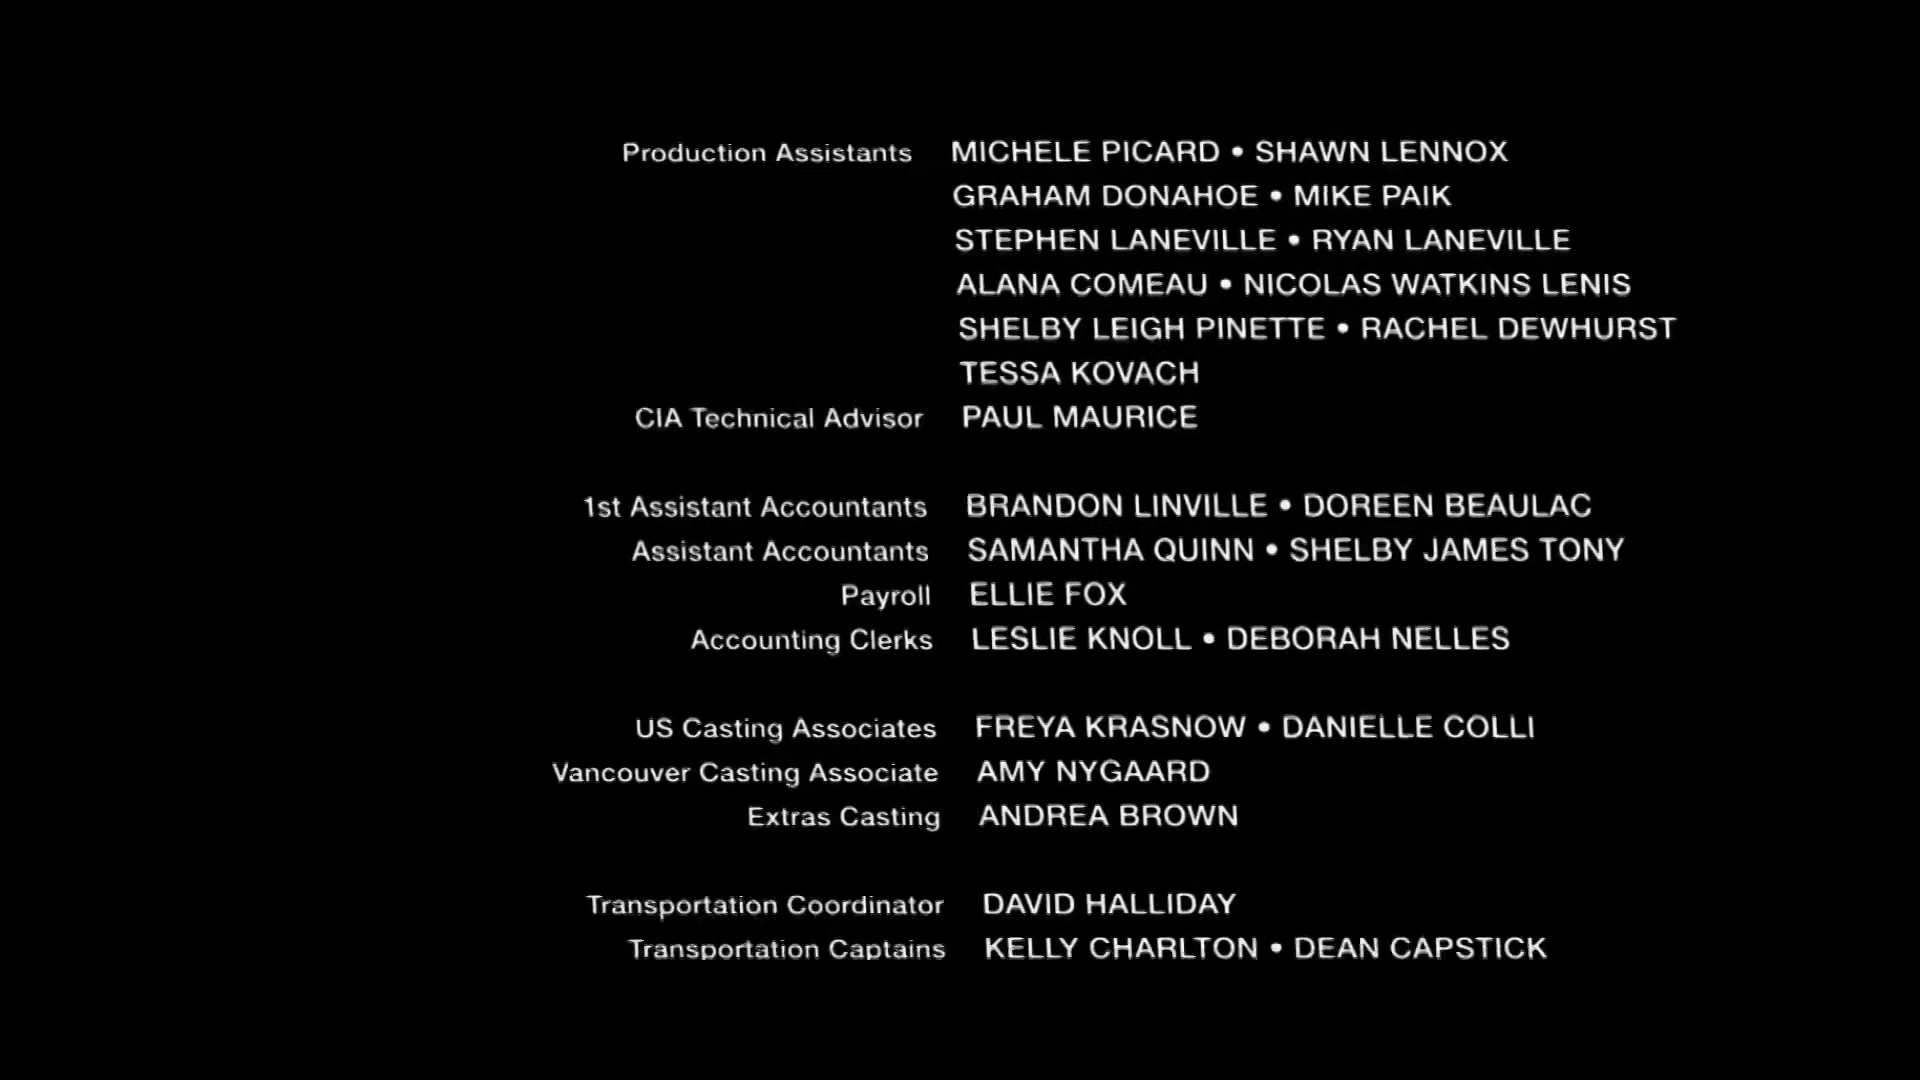 Production Assistants MICHELE PICARD • SHAWN LENNOX
GRAHAM DONAHOE • MIKE PAIK
STEPHEN LANEVILLE • RYAN LANEVILLE
ALANA COMEAU • NICOLAS WATKINS LENIS
SHELBY LEIGH PINETTE • RACHEL DEWHURST
TESSA KOVACH
CIA Technical Advisor PAUL MAURICE
1st Assistant Accountants BRANDON LINVILLE • DOREEN BEAULAC
Assistant Accountants SAMANTHA QUINN • SHELBY JAMES TONY
Payroll ELLIE FOX
Accounting Clerks LESLIE KNOLL • DEBORAH NELLES
US Casting Associates FREYA KRASNOW • DANIELLE COLLI
Vancouver Casting Associate AMY NYGAARD
Extras Casting ANDREA BROWN
Transportation Coordinator DAVID HALLIDAY
Transportation Captains KELLY CHARLTON • DEAN CAPSTICK